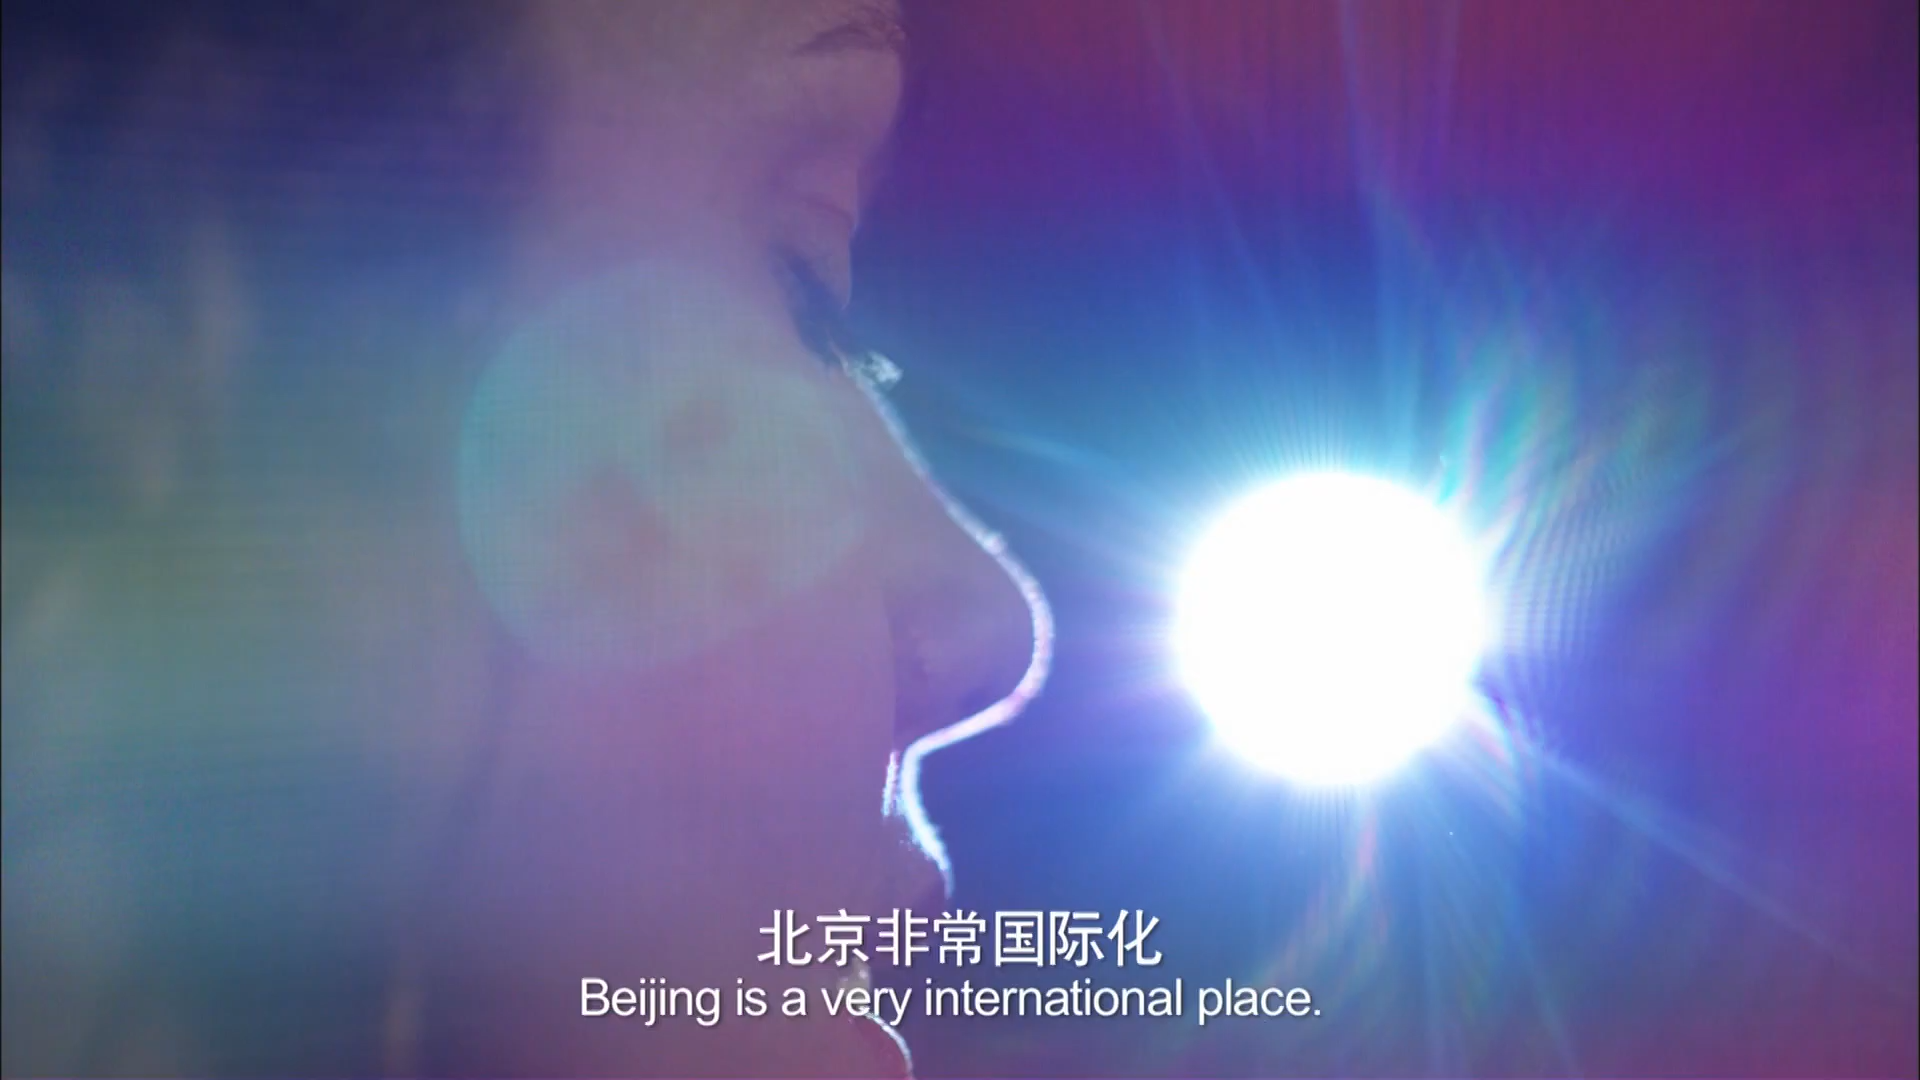 北京非常国际化
Beijing is a very international place.